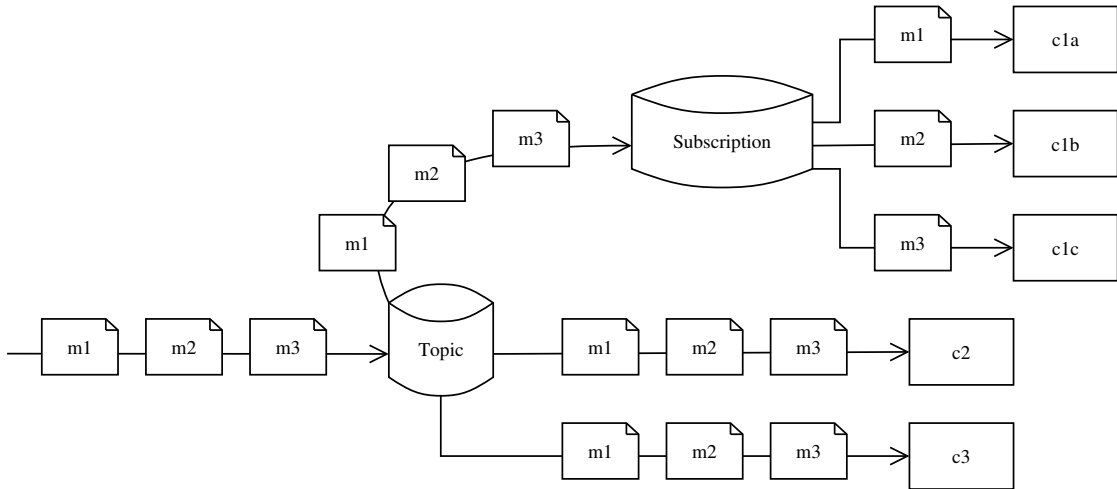 m1 c1a
m3 Subscription m2 c1b
m2
m1 m3 c1c
m1 m2 m3 Topic m1 m2 m3 c2
m1 m2 m3 c3